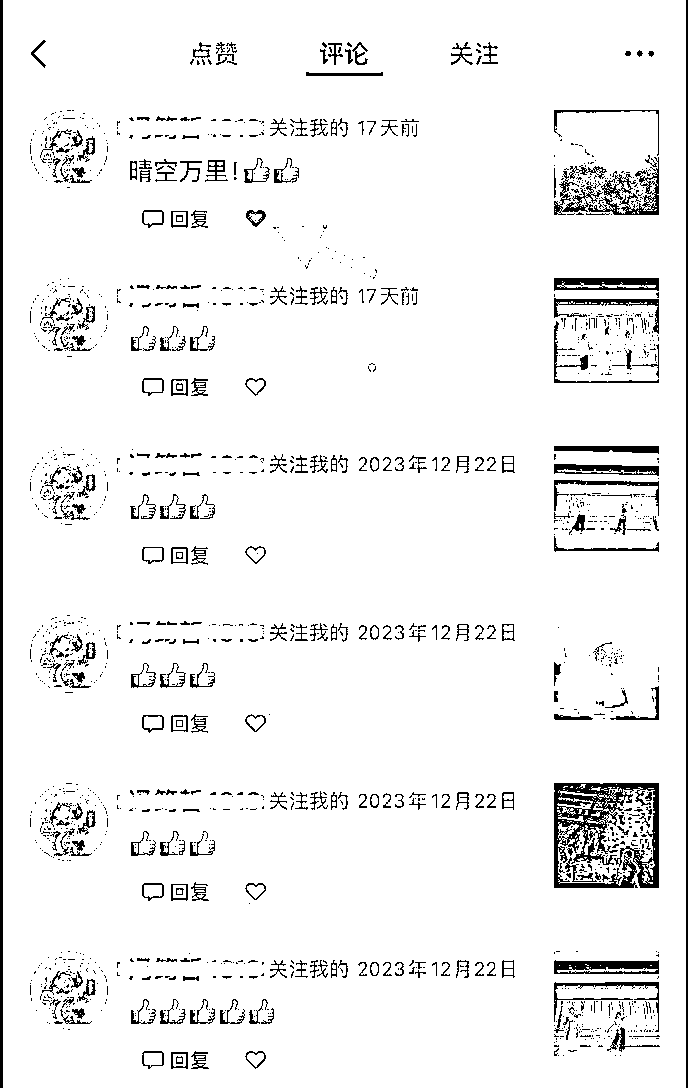 点赞 评论 关注
关注我的 17天前
晴空万里!👍👍
回复
关注我的 17天前
👍👍👍
回复
关注我的 2023年12月22日
👍👍👍
回复
关注我的 2023年12月22日
👍👍👍
回复
关注我的 2023年12月22日
👍👍👍
回复
关注我的 2023年12月22日
👍👍👍👍👍
回复